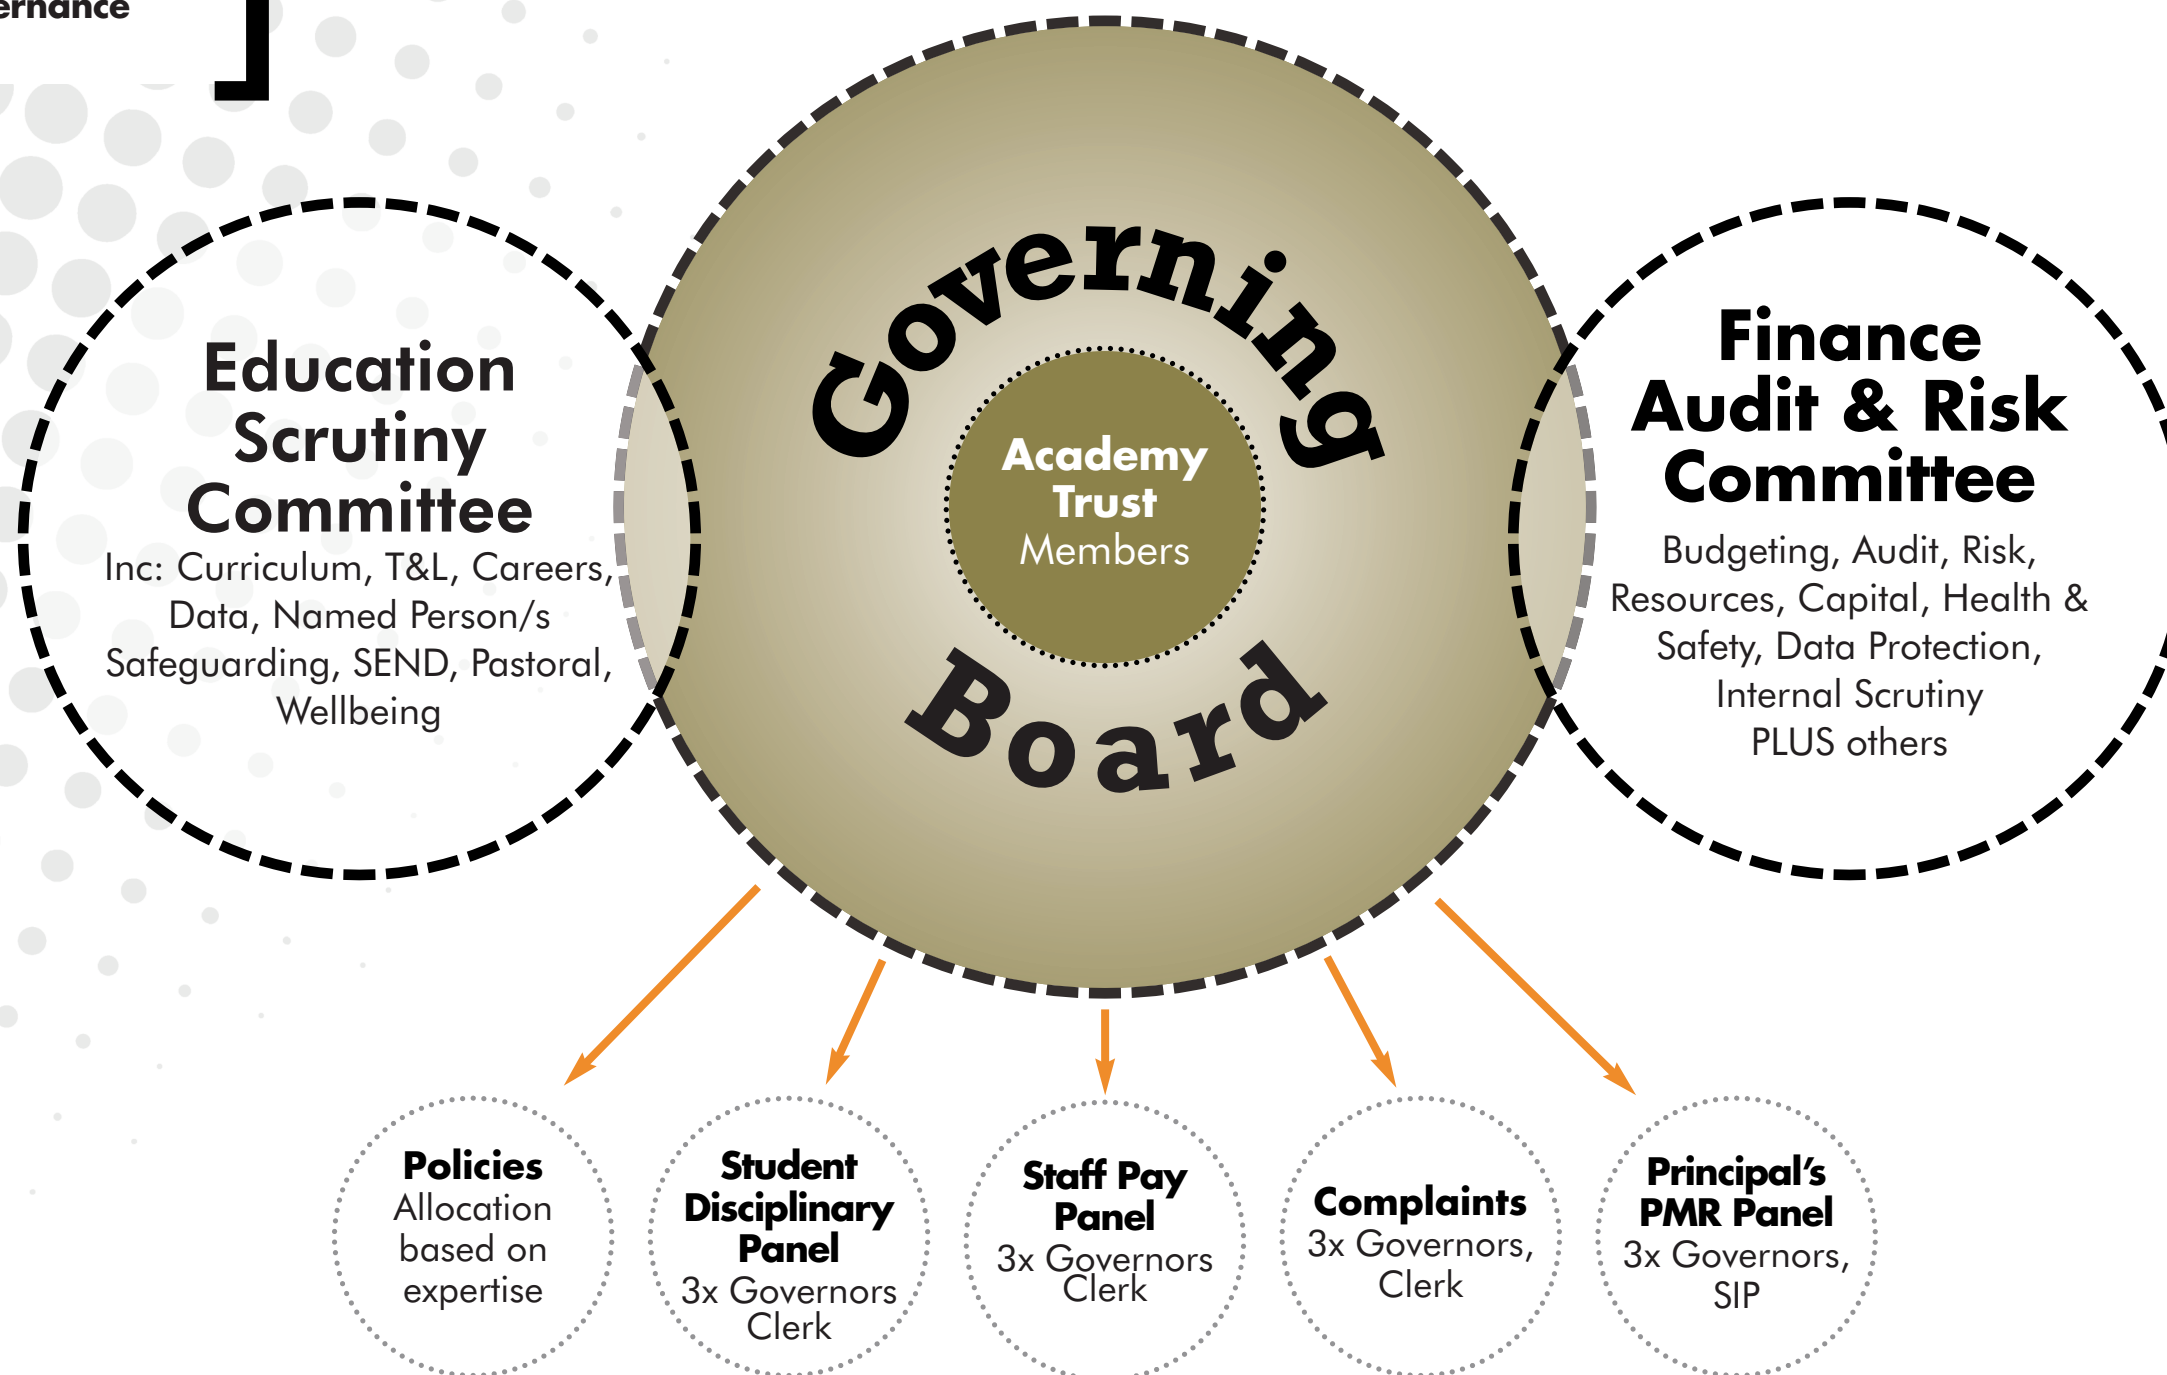 Governing
Board
Academy
Trust
Members
Education
Scrutiny
Committee
Inc: Curriculum, T&L, Careers,
Data, Named Person/s
Safeguarding, SEND, Pastoral,
Wellbeing
Finance
Audit & Risk
Committee
Budgeting, Audit, Risk,
Resources, Capital, Health &
Safety, Data Protection,
Internal Scrutiny
PLUS others
Policies
Allocation
based on
expertise
Student
Disciplinary
Panel
3x Governors
Clerk
Staff Pay
Panel
3x Governors
Clerk
Complaints
3x Governors,
Clerk
Principal’s
PMR Panel
3x Governors,
SIP